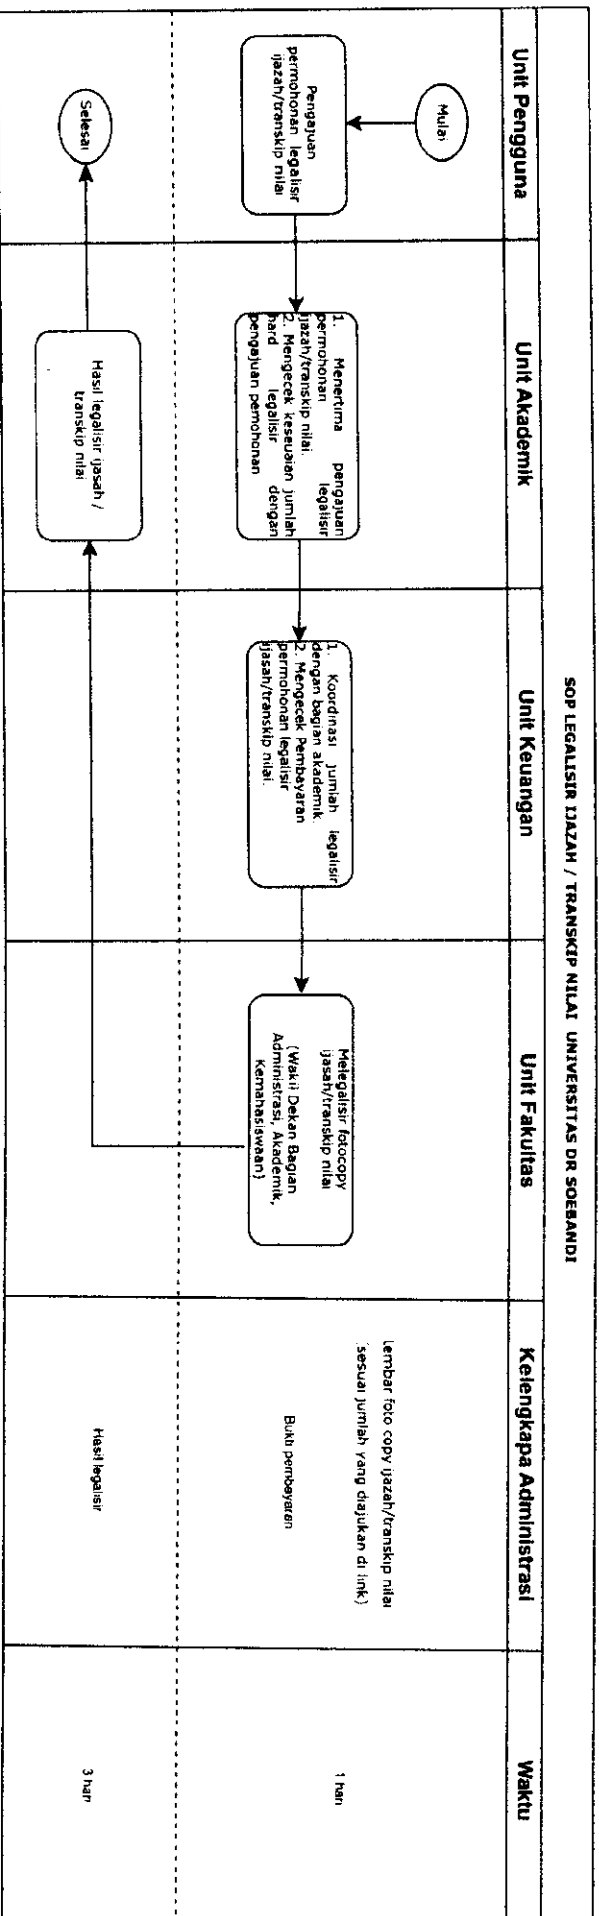 SOP LEGALISIR IJAZAH / TRANSKIP NILAI UNIVERSITAS DR SOEBANDI
Unit Pengguna
Unit Akademik
Unit Keuangan
Unit Fakultas
Kelengkapa Administrasi
Waktu
Mulai
Pengajuan
permohonan legalisir
ijazah/transkip nilai
1. Menertima pengajuan
permohonan legalisir
ijazah/transkip nilai.
2. Mengecek keseuaian jumlah
hard legalisir dengan
pengajuan pemohonan
1. Koordinasi jumlah legalisir
dengan bagian akademik.
2. Mengecek Pembayaran
permohonan legalisir
ijasah/transkip nilai.
Melegalisir fotocopy
ijasah/transkip nilai
(Wakil Dekan Bagian
Administrasi, Akademik,
Kemahasiswaan)
lembar foto copy ijazah/transkip nilai
sesuai jumlah yang diajukan di link)
Bukti pembayaran
1 hari
Selesai
Hasil legalisir ijasah /
transkip nilai
Hasil legalisir
3 hari